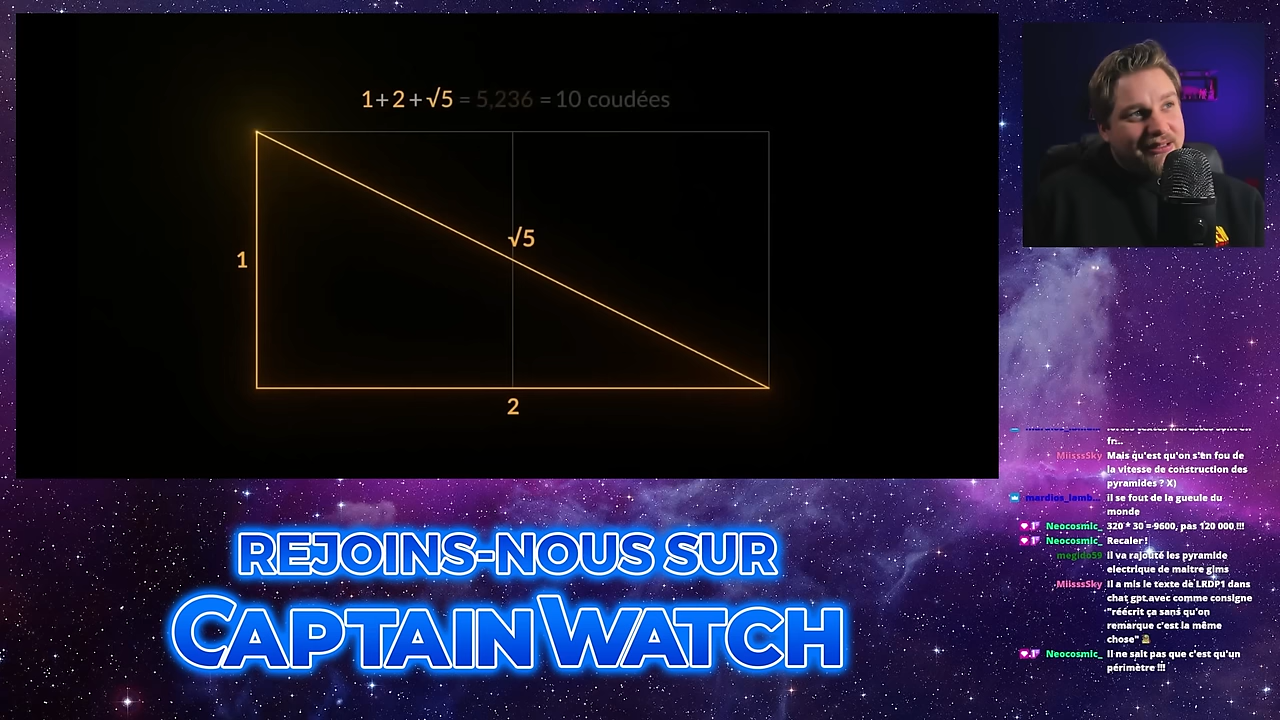 1+2+√5 = 5,236 = 10 coudées
√5
1
2
fr...
MiisssSky Mais qu'est qu'on s'en fou de
la vitesse de construction des
pyramides ? X)
mardios_lamb... il se fout de la gueule du
monde
Neocosmic_ 320 * 30 = 9600, pas 120 000 !!!
Neocosmic_ Recaler !
megido59 Il va rajouté les pyramide
electrique de maitre gims
MiisssSky Il a mis le texte de LRDP1 dans
chat gpt avec comme consigne
"réécrit ça sans qu'on
remarque c'est la même
chose"
Neocosmic_ Il ne sait pas que c'est qu'un
périmètre !!!
REJOINS-NOUS SUR
CAPTAINWATCH